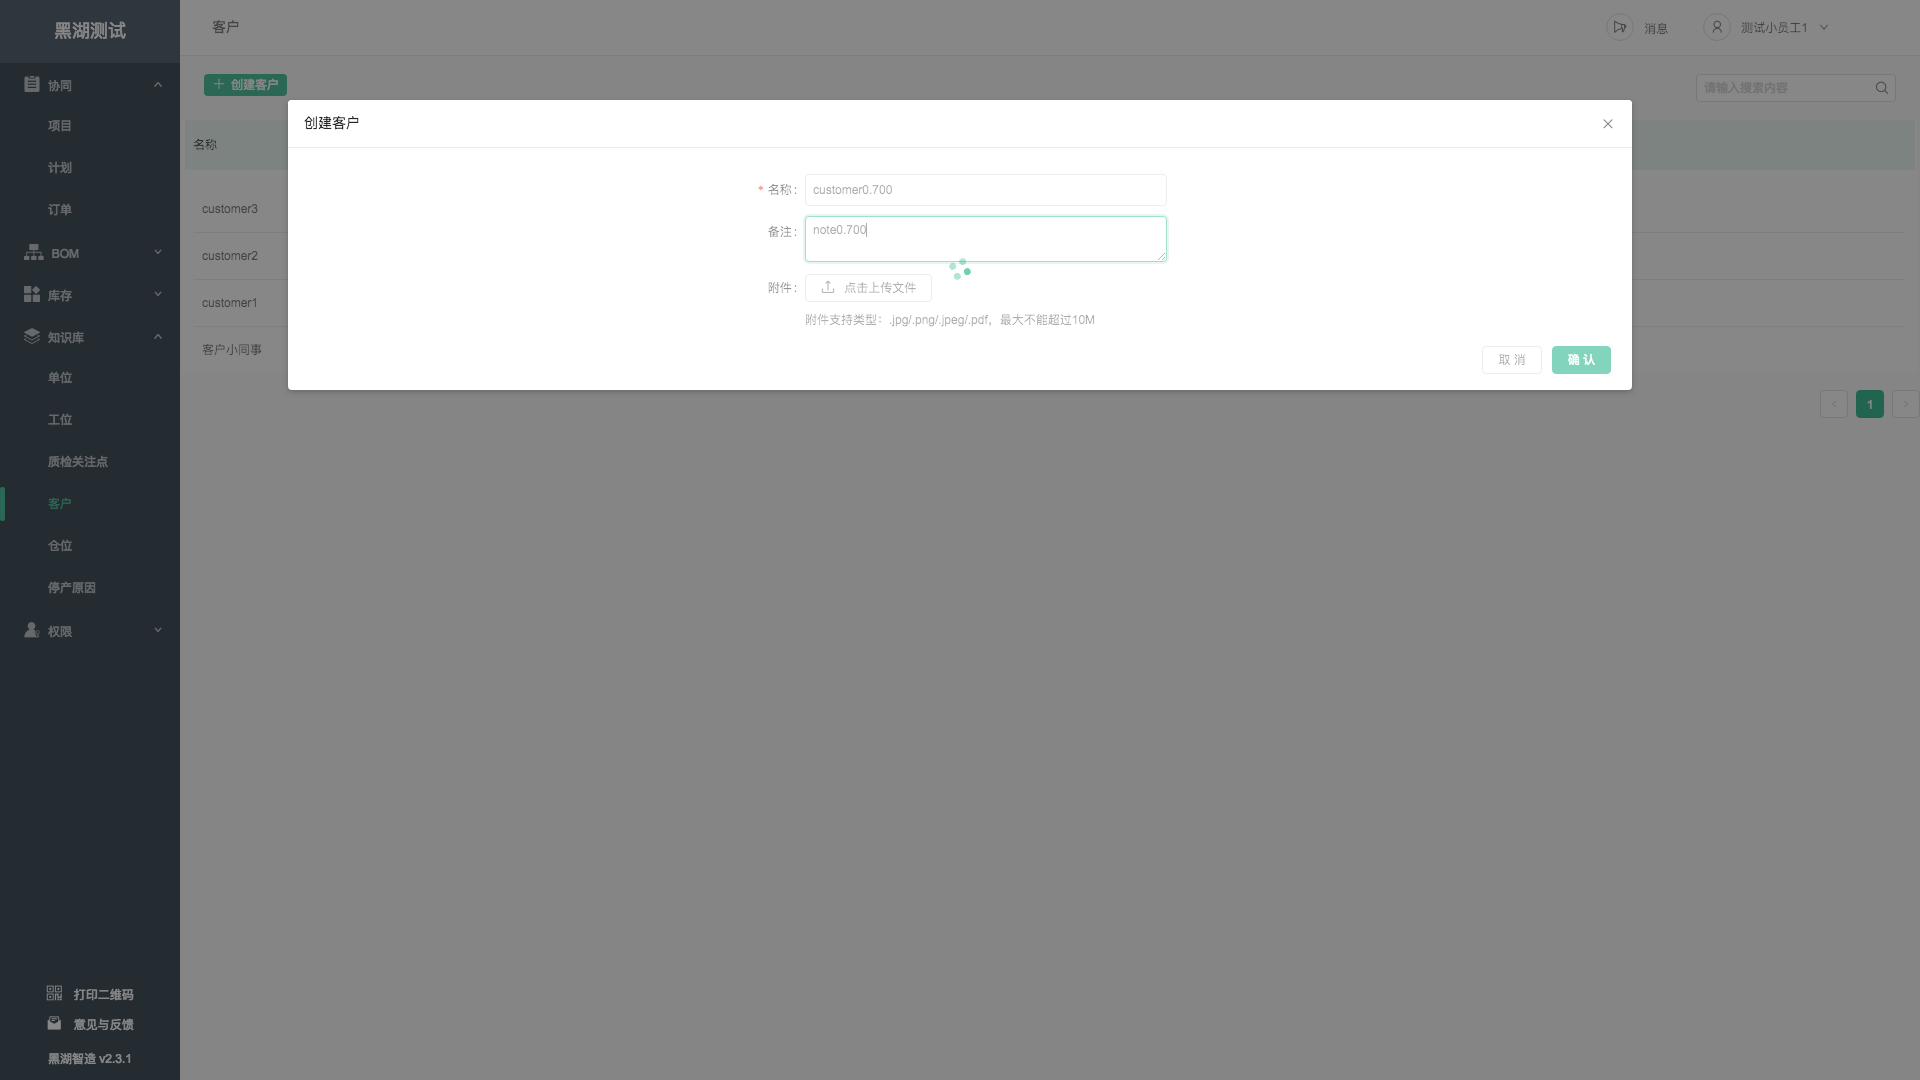 黑湖测试
协同
项目
计划
订单
BOM
库存
知识库
单位
工位
质检关注点
客户
仓位
停产原因
权限
打印二维码
意见与反馈
黑湖智造 v2.3.1
客户
消息
测试小员工1
创建客户
请输入搜索内容
名称
customer3
customer2
customer1
客户小同事
1
创建客户
* 名称： customer0.700
备注： note0.700
附件： 点击上传文件
附件支持类型：.jpg/.png/.jpeg/.pdf，最大不能超过10M
取 消
确 认